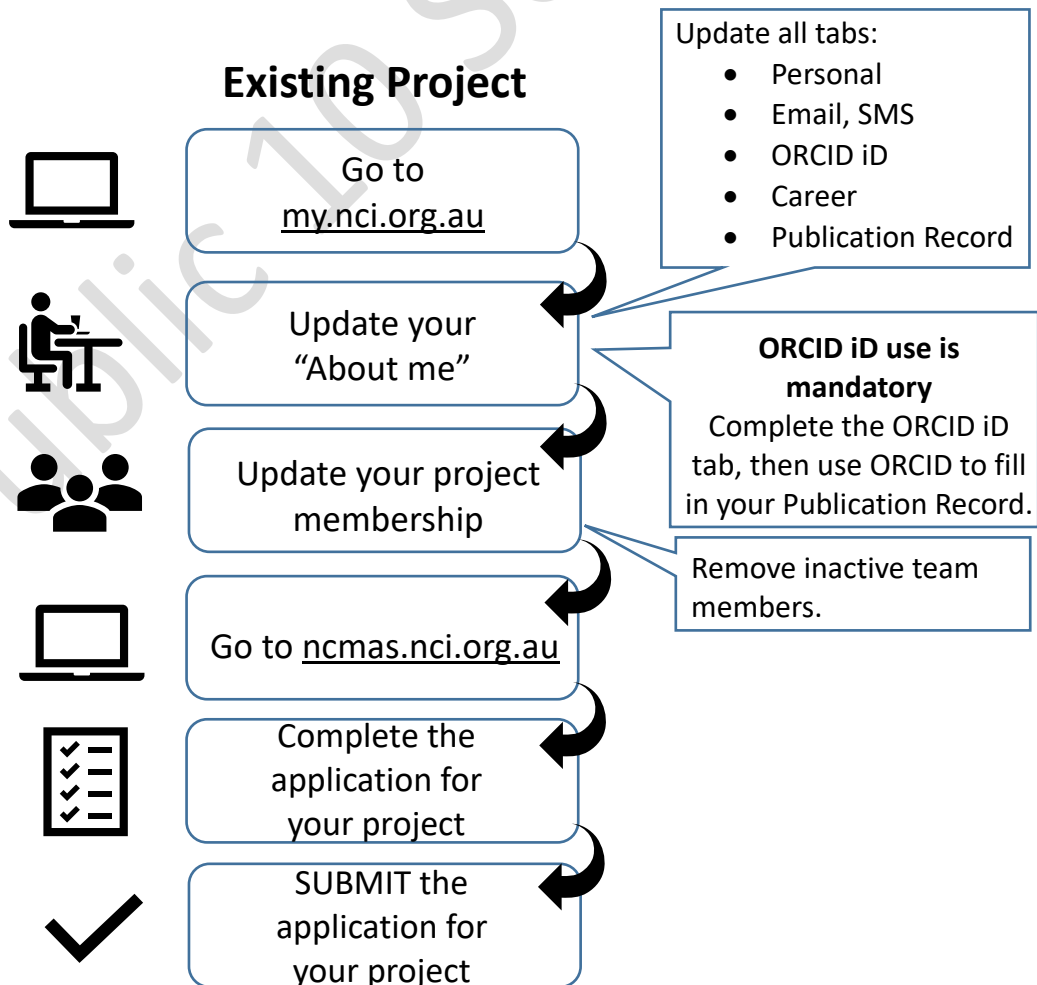 Existing Project
Go to
my.nci.org.au
Update your
“About me”
Update all tabs:
• Personal
• Email, SMS
• ORCID iD
• Career
• Publication Record
ORCID iD use is
mandatory
Complete the ORCID iD
tab, then use ORCID to fill
in your Publication Record.
Update your project
membership
Remove inactive team
members.
Go to ncmas.nci.org.au
Complete the
application for
your project
SUBMIT the
application for
your project